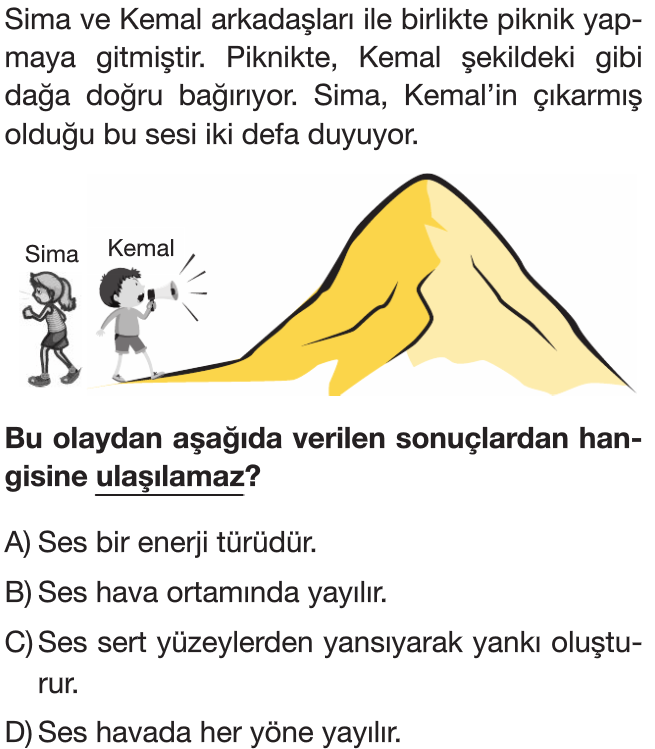 Sima ve Kemal arkadaşları ile birlikte piknik yap-
maya gitmiştir. Piknikte, Kemal şekildeki gibi
dağa doğru bağırıyor. Sima, Kemal’in çıkarmış
olduğu bu sesi iki defa duyuyor.
Sima
Kemal
Bu olaydan aşağıda verilen sonuçlardan han-
gisine ulaşılamaz?
A) Ses bir enerji türüdür.
B) Ses hava ortamında yayılır.
C) Ses sert yüzeylerden yansıyarak yankı oluştu-
rur.
D) Ses havada her yöne yayılır.